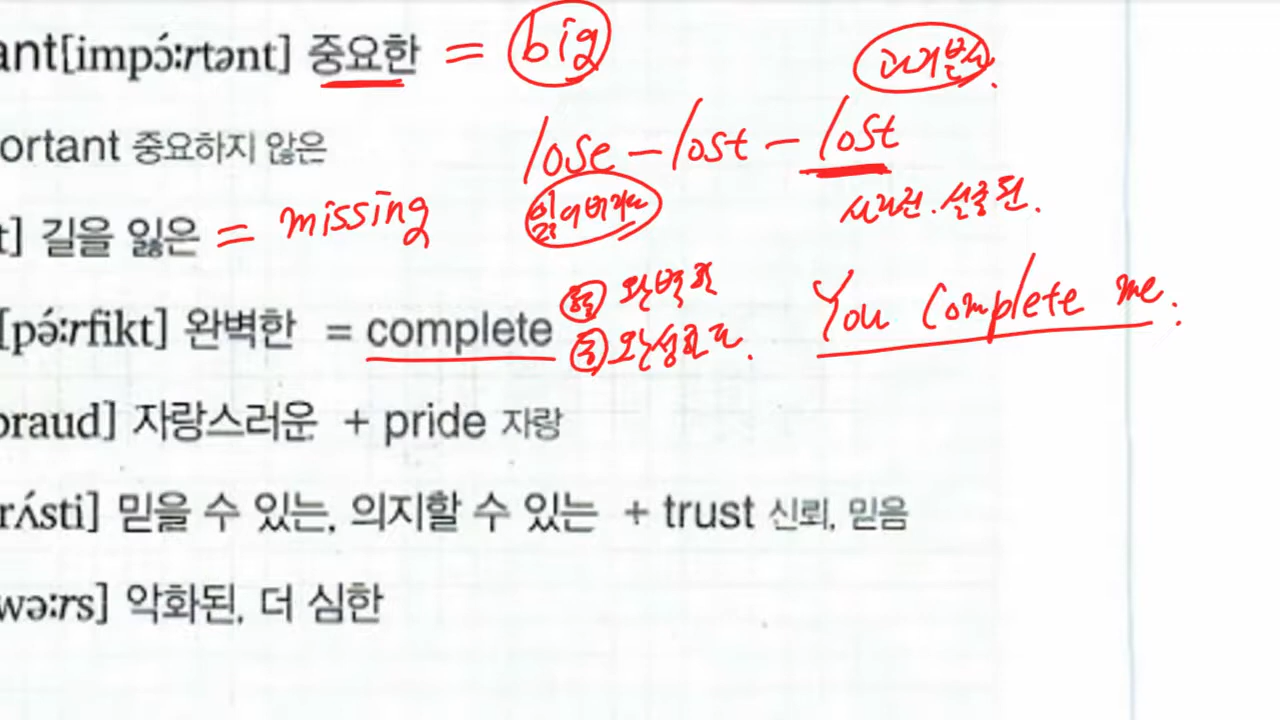 ant[impɔ́ːrtənt] 중요한 = big
과거분사.
ortant 중요하지 않은
lose – lost – lost
잃어버리다
사라진. 실종된.
t] 길을 잃은 = missing
[pə́ːrfikt] 완벽한 = complete
형 완벽한
동 완성하다.
You complete me.
praud] 자랑스러운 + pride 자랑
rʌ́sti] 믿을 수 있는, 의지할 수 있는 + trust 신뢰, 믿음
wəːrs] 악화된, 더 심한